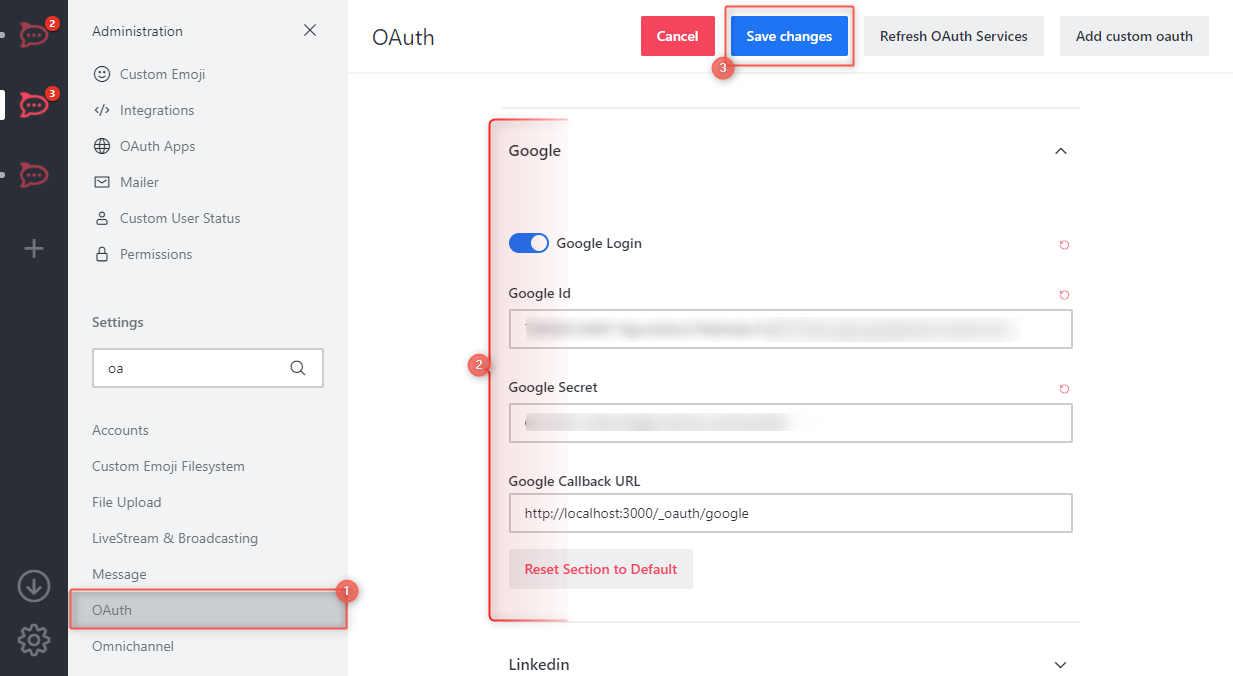 2
3
Administration
Custom Emoji
Integrations
OAuth Apps
Mailer
Custom User Status
Permissions
Settings
oa
Accounts
Custom Emoji Filesystem
File Upload
LiveStream & Broadcasting
Message
OAuth
1
Omnichannel
OAuth
Cancel
Save changes
Refresh OAuth Services
Add custom oauth
3
Google
Google Login
Google Id
2
Google Secret
Google Callback URL
http://localhost:3000/_oauth/google
Reset Section to Default
Linkedin